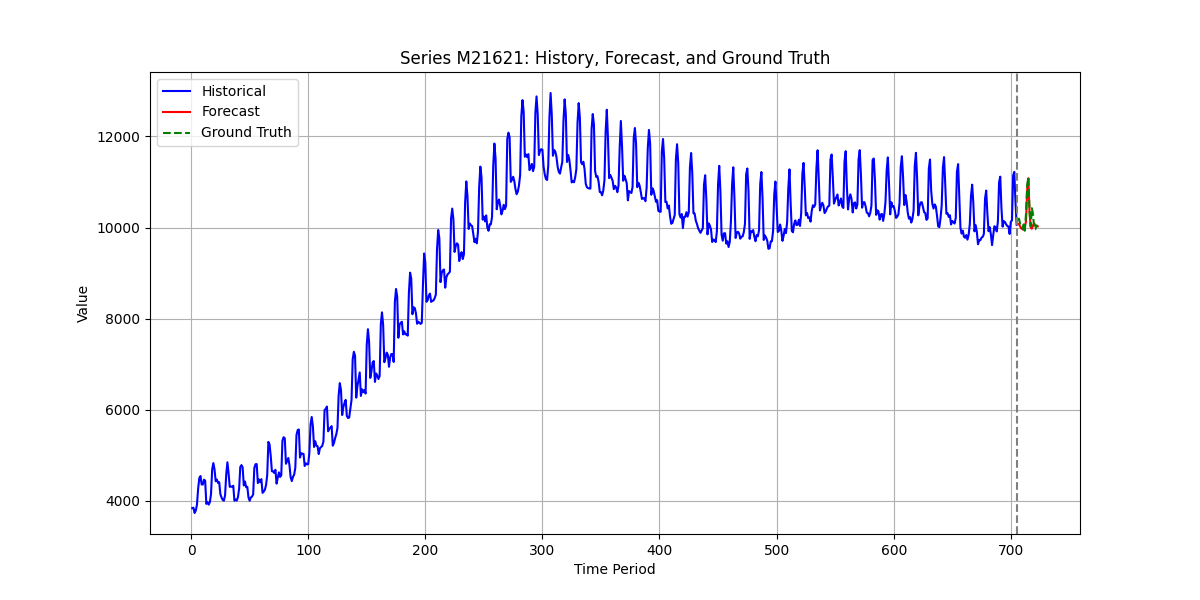 Series M21621: History, Forecast, and Ground Truth
Historical
Forecast
Ground Truth
12000
10000
8000
6000
4000
Value
0 100 200 300 400 500 600 700
Time Period